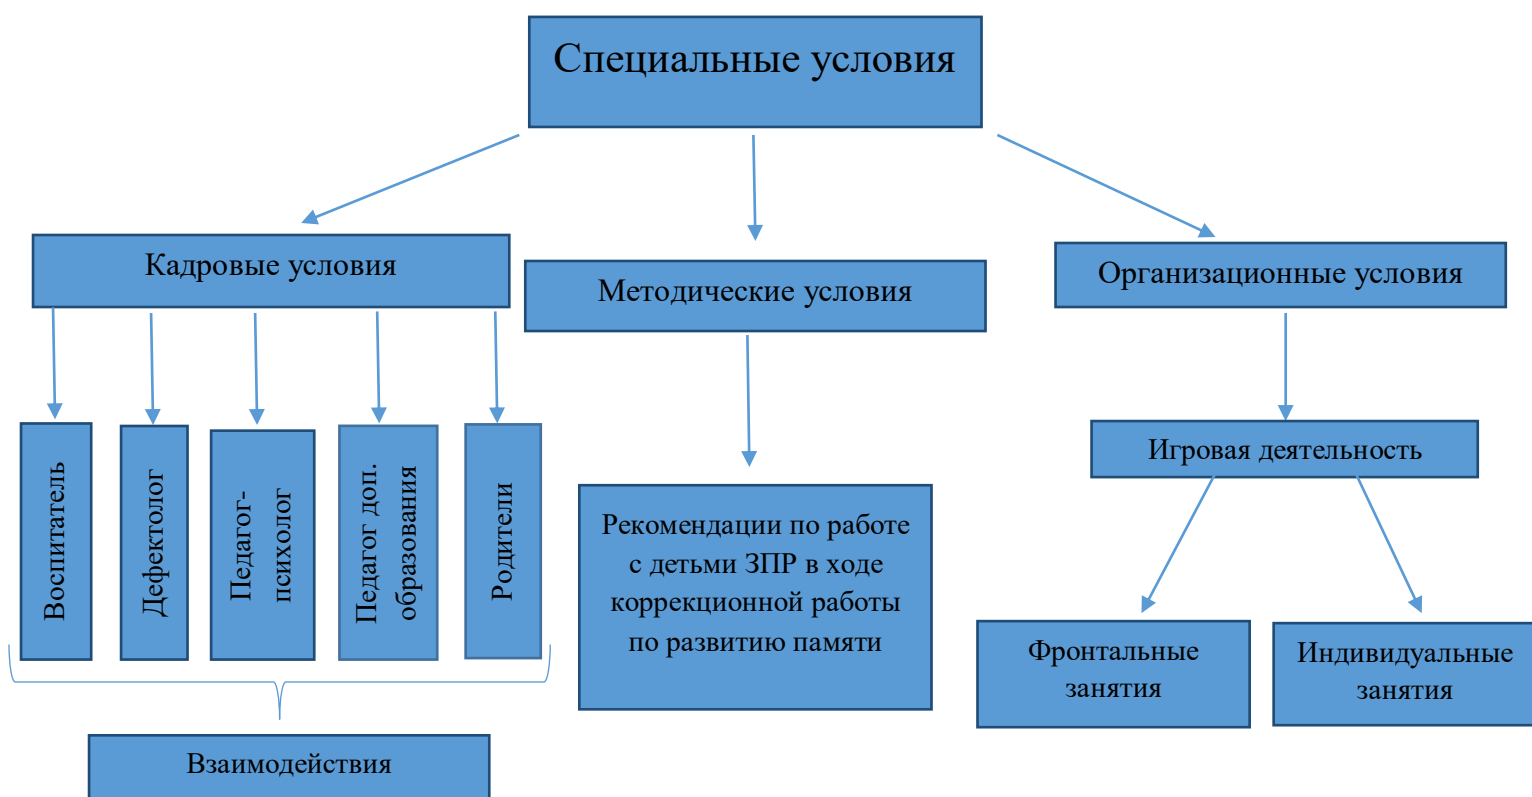 Специальные условия
Кадровые условия
Методические условия
Организационные условия
Воспитатель
Дефектолог
Педагог-
психолог
Педагог доп.
образования
Родители
Взаимодействия
Рекомендации по работе
с детьми ЗПР в ходе
коррекционной работы
по развитию памяти
Игровая деятельность
Фронтальные
занятия
Индивидуальные
занятия